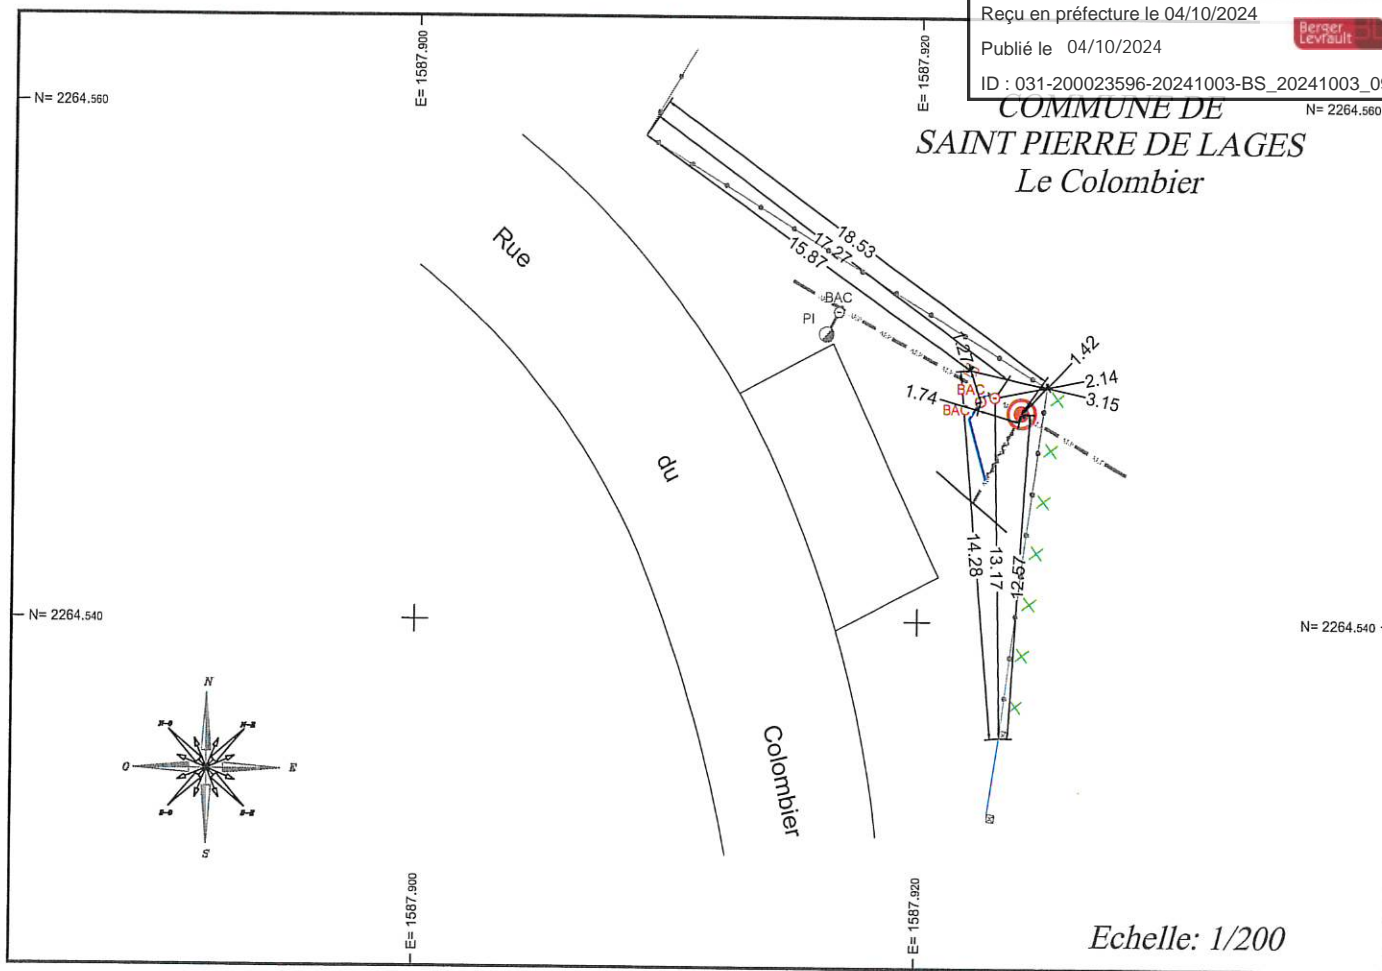 Reçu en préfecture le 04/10/2024
Publié le 04/10/2024
Berger
Levrault
ID : 031-200023596-20241003-BS_20241003_0
COMMUNE DE
SAINT PIERRE DE LAGES
Le Colombier
E= 1587.900
E= 1587.920
N= 2264.560
N= 2264.560
Rue
18.53
17.27
15.87
BAC
PI
1.42
2.14
3.15
1.27
1.74
BAC
BAC
du
14.28
13.17
12.57
N= 2264.540
N= 2264.540
N
N-O
N-E
O
E
S-O
S-E
S
Colombier
E= 1587.900
E= 1587.920
Echelle: 1/200